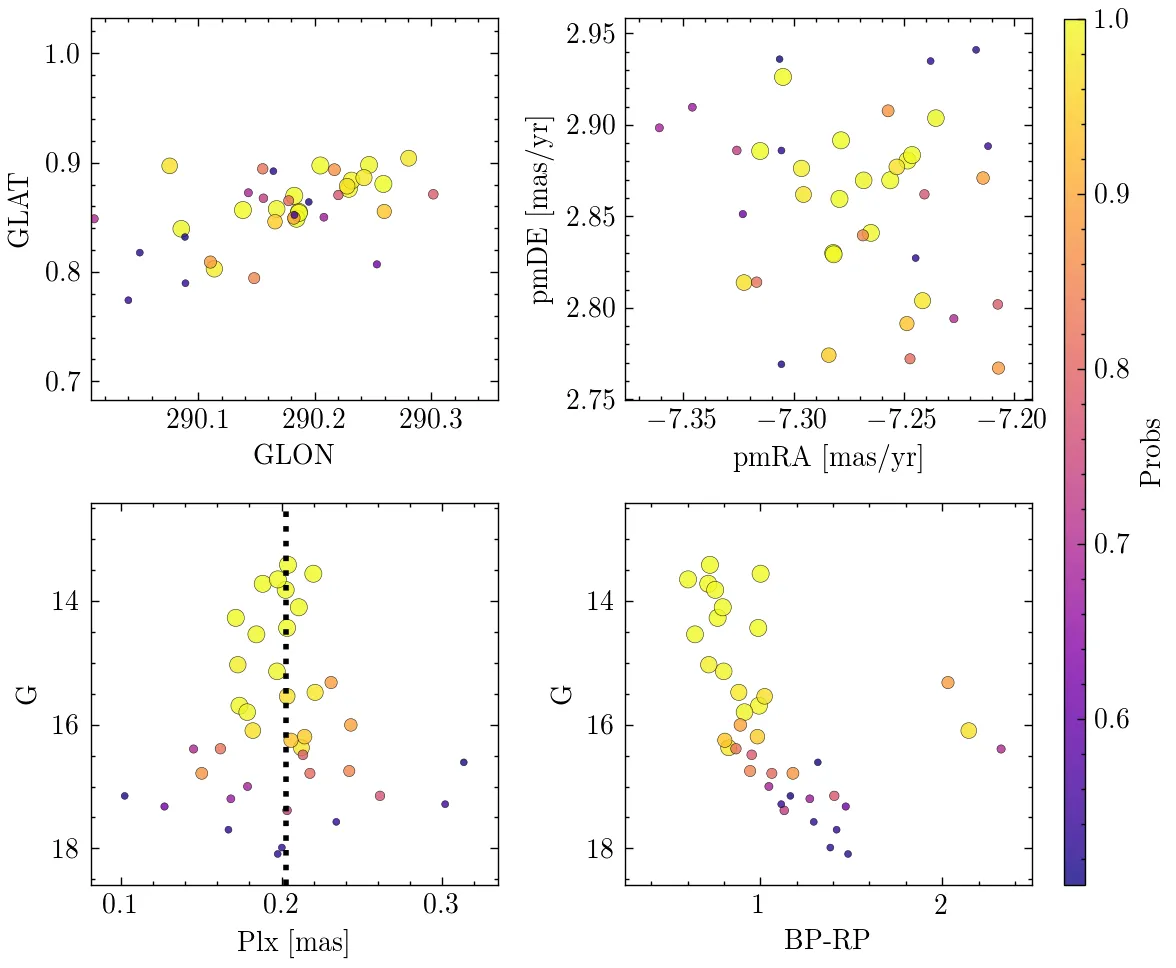 1.0
0.9
0.8
0.7
GLAT
290.1 290.2 290.3
GLON
2.95
2.90
2.85
2.80
2.75
pmDE [mas/yr]
−7.35 −7.30 −7.25 −7.20
pmRA [mas/yr]
14
16
18
G
0.1 0.2 0.3
Plx [mas]
14
16
18
G
1 2
BP-RP
1.0
0.9
0.8
0.7
0.6
Probs